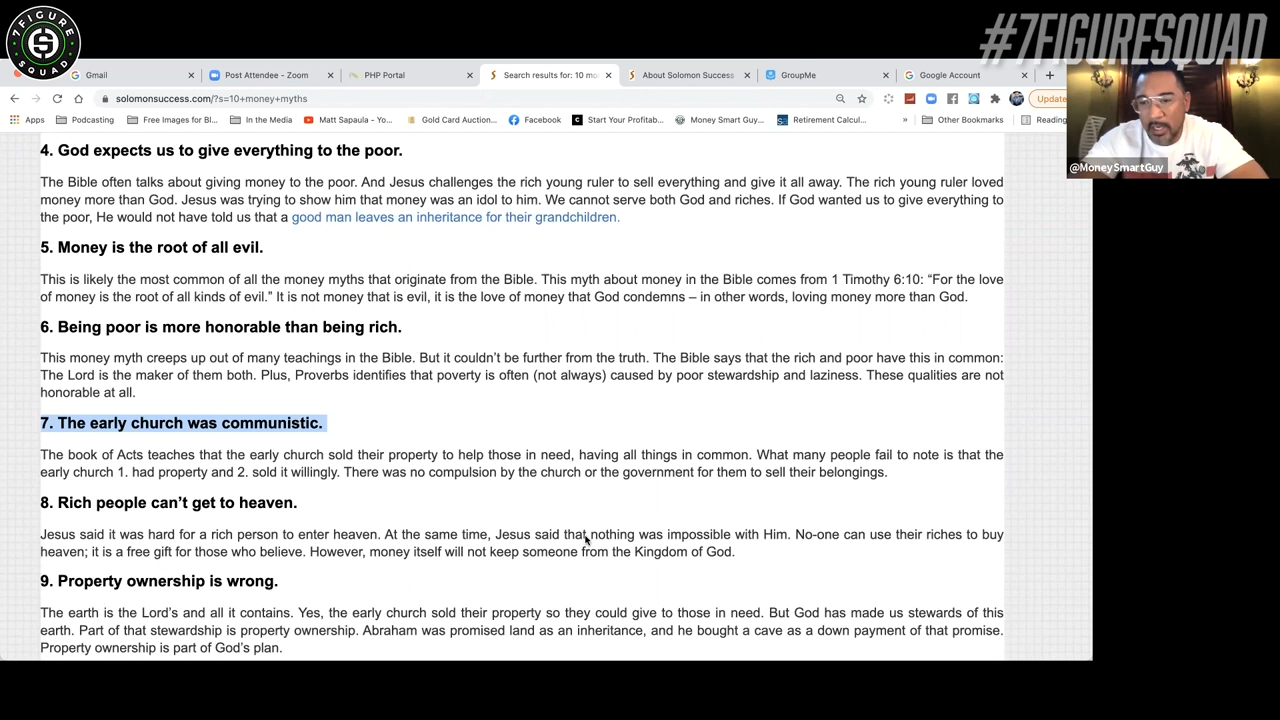 7 FIGURE
SQUAD
#7FIGURESQUAD
Gmail
Post Attendee - Zoom
PHP Portal
Search results for: 10 mo
About Solomon Success
GroupMe
Google Account
solomonsuccess.com/?s=10+money+myths
Update
Apps
Podcasting
Free Images for Bl...
In the Media
Matt Sapaula - Yo...
Gold Card Auction...
Facebook
Start Your Profitab...
Money Smart Guy...
Retirement Calcul...
»
Other Bookmarks
Reading
@MoneySmartGuy
4. God expects us to give everything to the poor.
The Bible often talks about giving money to the poor. And Jesus challenges the rich young ruler to sell everything and give it all away. The rich young ruler loved
money more than God. Jesus was trying to show him that money was an idol to him. We cannot serve both God and riches. If God wanted us to give everything to
the poor, He would not have told us that a good man leaves an inheritance for their grandchildren.
5. Money is the root of all evil.
This is likely the most common of all the money myths that originate from the Bible. This myth about money in the Bible comes from 1 Timothy 6:10: “For the love
of money is the root of all kinds of evil.” It is not money that is evil, it is the love of money that God condemns – in other words, loving money more than God.
6. Being poor is more honorable than being rich.
This money myth creeps up out of many teachings in the Bible. But it couldn’t be further from the truth. The Bible says that the rich and poor have this in common:
The Lord is the maker of them both. Plus, Proverbs identifies that poverty is often (not always) caused by poor stewardship and laziness. These qualities are not
honorable at all.
7. The early church was communistic.
The book of Acts teaches that the early church sold their property to help those in need, having all things in common. What many people fail to note is that the
early church 1. had property and 2. sold it willingly. There was no compulsion by the church or the government for them to sell their belongings.
8. Rich people can’t get to heaven.
Jesus said it was hard for a rich person to enter heaven. At the same time, Jesus said that nothing was impossible with Him. No-one can use their riches to buy
heaven; it is a free gift for those who believe. However, money itself will not keep someone from the Kingdom of God.
9. Property ownership is wrong.
The earth is the Lord’s and all it contains. Yes, the early church sold their property so they could give to those in need. But God has made us stewards of this
earth. Part of that stewardship is property ownership. Abraham was promised land as an inheritance, and he bought a cave as a down payment of that promise.
Property ownership is part of God’s plan.